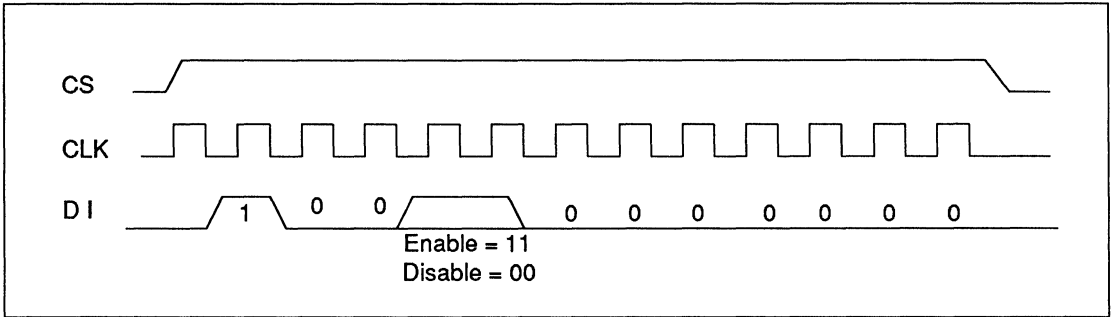 CS
CLK
D I 1 0 0 0 0 0 0 0 0 0
Enable = 11
Disable = 00